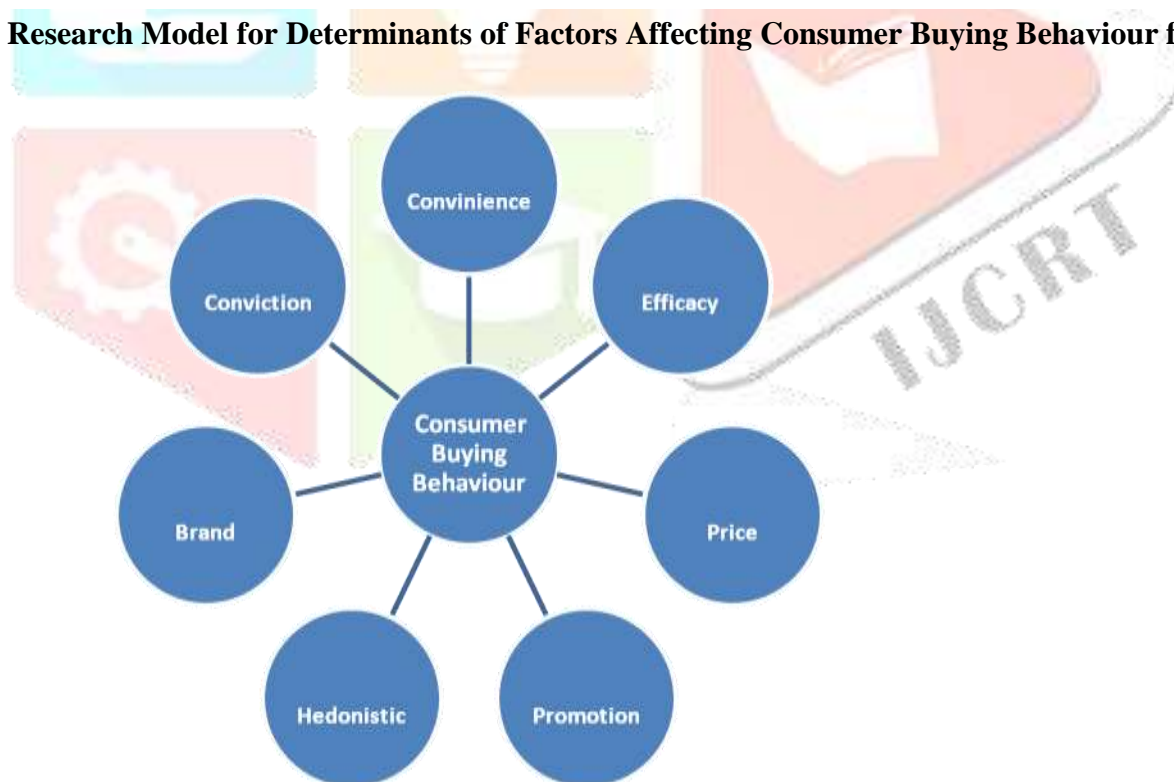 Research Model for Determinants of Factors Affecting Consumer Buying Behaviour f
Convinience
Conviction
Efficacy
Consumer
Buying
Behaviour
Brand
Price
Hedonistic
Promotion
IJCRT